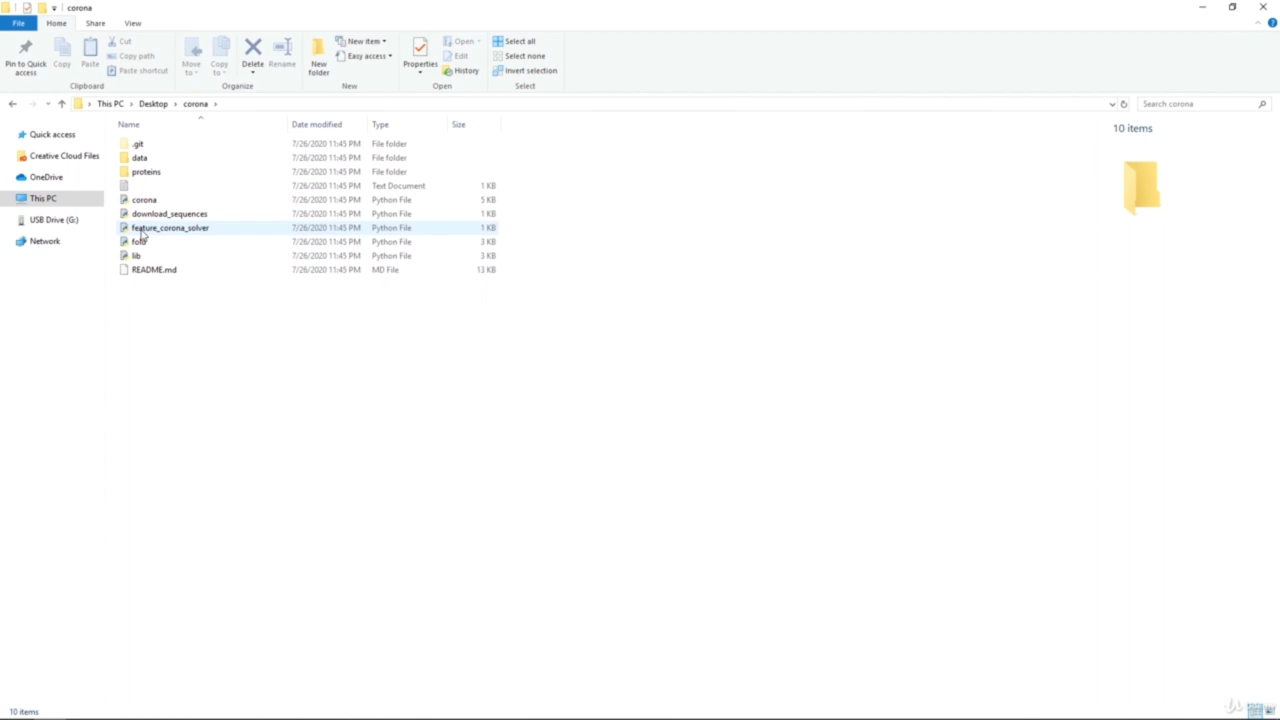 corona
File Home Share View
Pin to Quick access
Copy
Paste
Cut
Copy path
Paste shortcut
Clipboard
Move to
Copy to
Delete
Rename
Organize
New folder
New item
Easy access
New
Properties
Open
Edit
History
Open
Select all
Select none
Invert selection
Select
This PC Desktop corona
Search corona
Name Date modified Type Size
Quick access
Creative Cloud Files
OneDrive
This PC
USB Drive (G:)
Network
.git 7/26/2020 11:45 PM File folder
data 7/26/2020 11:45 PM File folder
proteins 7/26/2020 11:45 PM File folder
7/26/2020 11:45 PM Text Document 1 KB
corona 7/26/2020 11:45 PM Python File 5 KB
download_sequences 7/26/2020 11:45 PM Python File 1 KB
feature_corona_solver 7/26/2020 11:45 PM Python File 1 KB
fold 7/26/2020 11:45 PM Python File 3 KB
lib 7/26/2020 11:45 PM Python File 3 KB
README.md 7/26/2020 11:45 PM MD File 13 KB
10 items
10 items